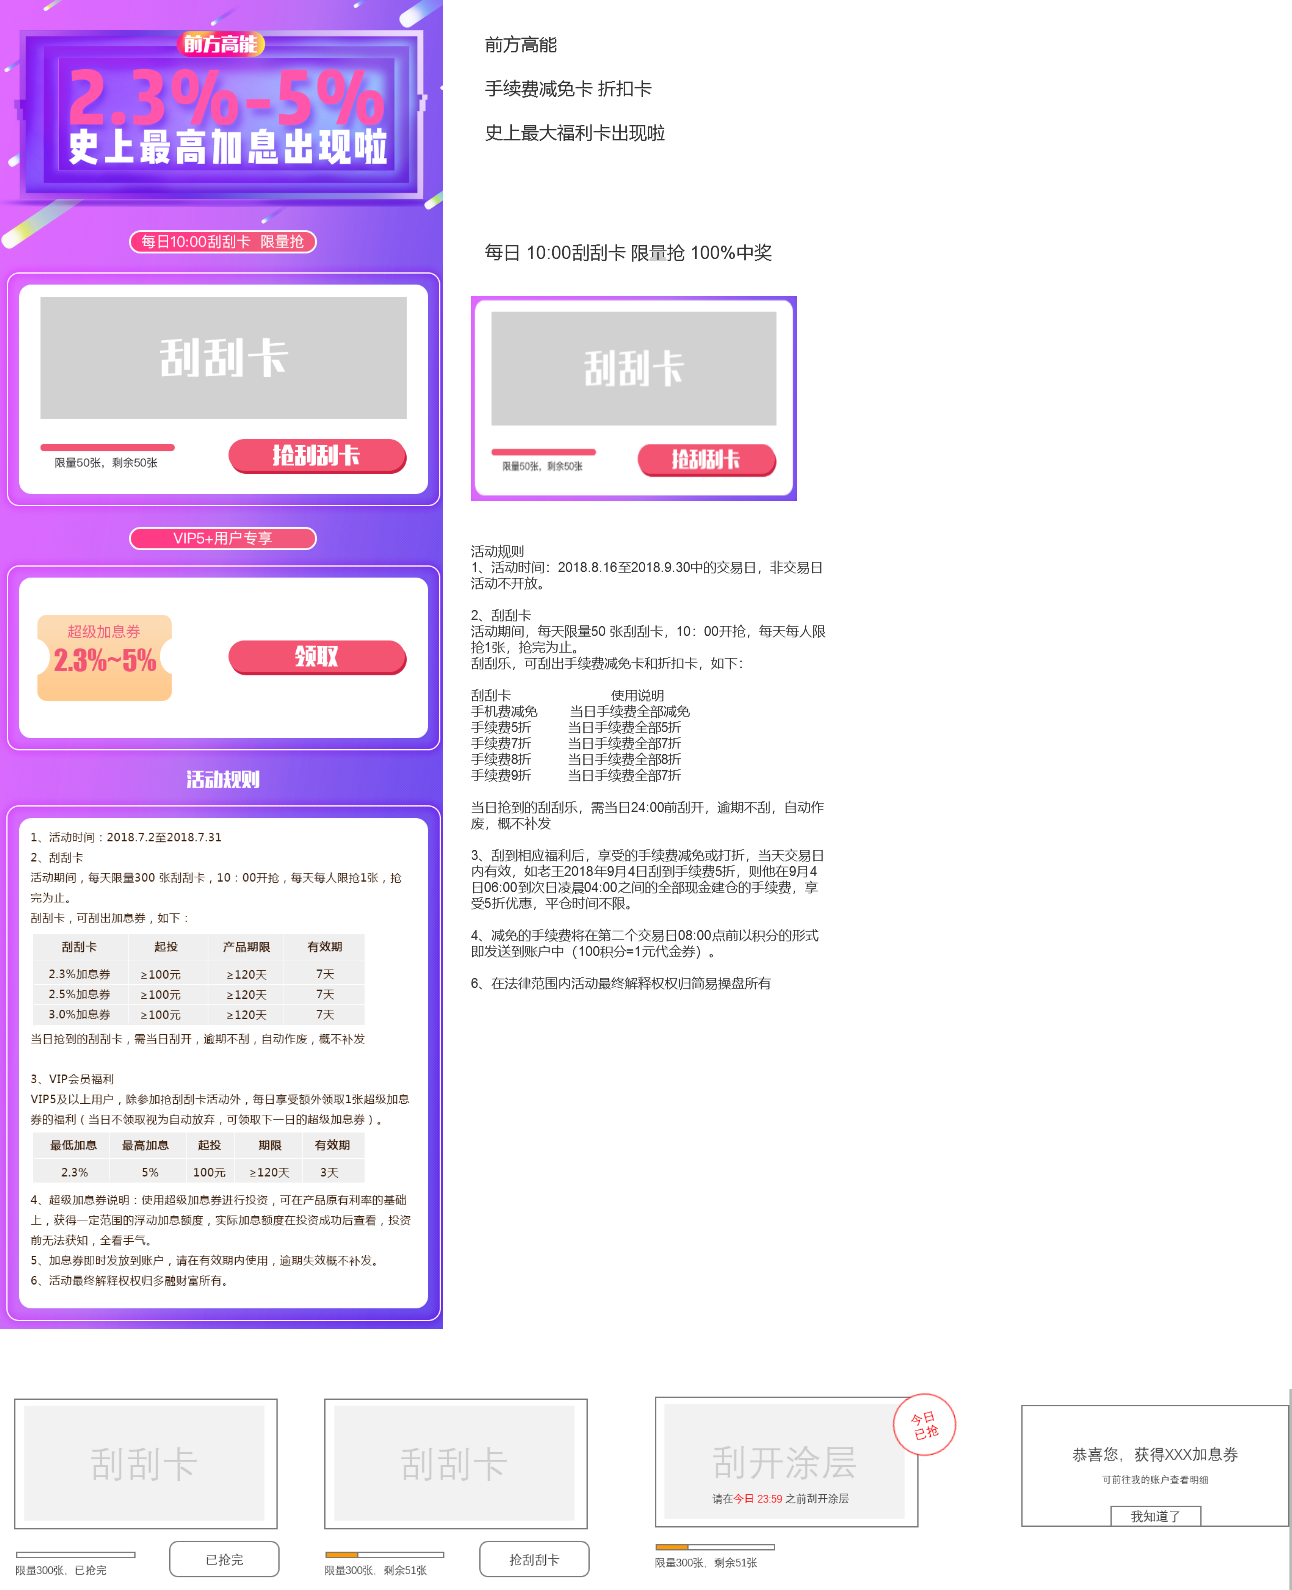 前方高能
2.3%-5%
史上最高加息出现啦
每日10:00刮刮卡 限量抢
刮刮卡
限量50张，剩余50张
抢刮刮卡
VIP5+用户专享
超级加息券
2.3%~5%
领取
活动规则
1、活动时间：2018.7.2至2018.7.31
2、刮刮卡
活动期间，每天限量300 张刮刮卡，10：00开抢，每天每人限抢1张，抢
完为止。
刮刮卡，可刮出加息券，如下：
刮刮卡 起投 产品期限 有效期
2.3%加息券 ≥100元 ≥120天 7天
2.5%加息券 ≥100元 ≥120天 7天
3.0%加息券 ≥100元 ≥120天 7天
当日抢到的刮刮卡，需当日刮开，逾期不刮，自动作废，概不补发
3、VIP会员福利
VIP5及以上用户，除参加抢刮刮卡活动外，每日享受额外领取1张超级加息
券的福利（当日不领取视为自动放弃，可领取下一日的超级加息券）。
最低加息 最高加息 起投 期限 有效期
2.3% 5% 100元 ≥120天 3天
4、超级加息券说明：使用超级加息券进行投资，可在产品原有利率的基础
上，获得一定范围的浮动加息额度，实际加息额度在投资成功后查看，投资
前无法获知，全看手气。
5、加息券即时发放到账户，请在有效期内使用，逾期失效概不补发。
6、活动最终解释权权归多融财富所有。
前方高能
手续费减免卡 折扣卡
史上最大福利卡出现啦
每日 10:00刮刮卡 限量抢 100%中奖
刮刮卡
限量50张，剩余50张
抢刮刮卡
活动规则
1、活动时间：2018.8.16至2018.9.30中的交易日，非交易日
活动不开放。
2、刮刮卡
活动期间，每天限量50 张刮刮卡，10：00开抢，每天每人限
抢1张，抢完为止。
刮刮乐，可刮出手续费减免卡和折扣卡，如下：
刮刮卡 使用说明
手机费减免 当日手续费全部减免
手续费5折 当日手续费全部5折
手续费7折 当日手续费全部7折
手续费8折 当日手续费全部8折
手续费9折 当日手续费全部7折
当日抢到的刮刮乐，需当日24:00前刮开，逾期不刮，自动作
废，概不补发
3、刮到相应福利后，享受的手续费减免或打折，当天交易日
内有效，如老王2018年9月4日刮到手续费5折，则他在9月4
日06:00到次日凌晨04:00之间的全部现金建仓的手续费，享
受5折优惠，平仓时间不限。
4、减免的手续费将在第二个交易日08:00点前以积分的形式
即发送到账户中（100积分=1元代金券）。
6、在法律范围内活动最终解释权权归简易操盘所有
刮刮卡
限量300张，已抢完
已抢完
刮刮卡
限量300张，剩余51张
抢刮刮卡
今日
已抢
刮开涂层
请在今日 23:59 之前刮开涂层
限量300张，剩余51张
恭喜您，获得XXX加息券
可前往我的账户查看明细
我知道了